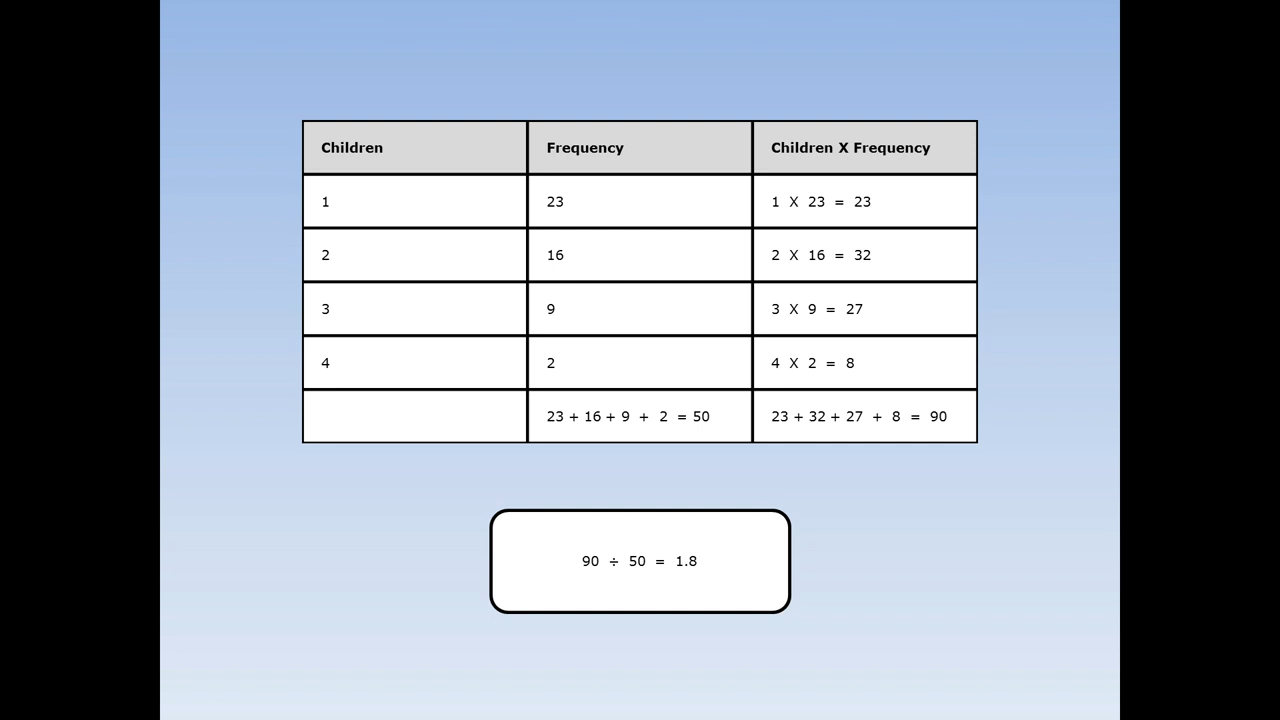 Children Frequency Children X Frequency
1 23 1 X 23 = 23
2 16 2 X 16 = 32
3 9 3 X 9 = 27
4 2 4 X 2 = 8
23 + 16 + 9 + 2 = 50 23 + 32 + 27 + 8 = 90
90 ÷ 50 = 1.8